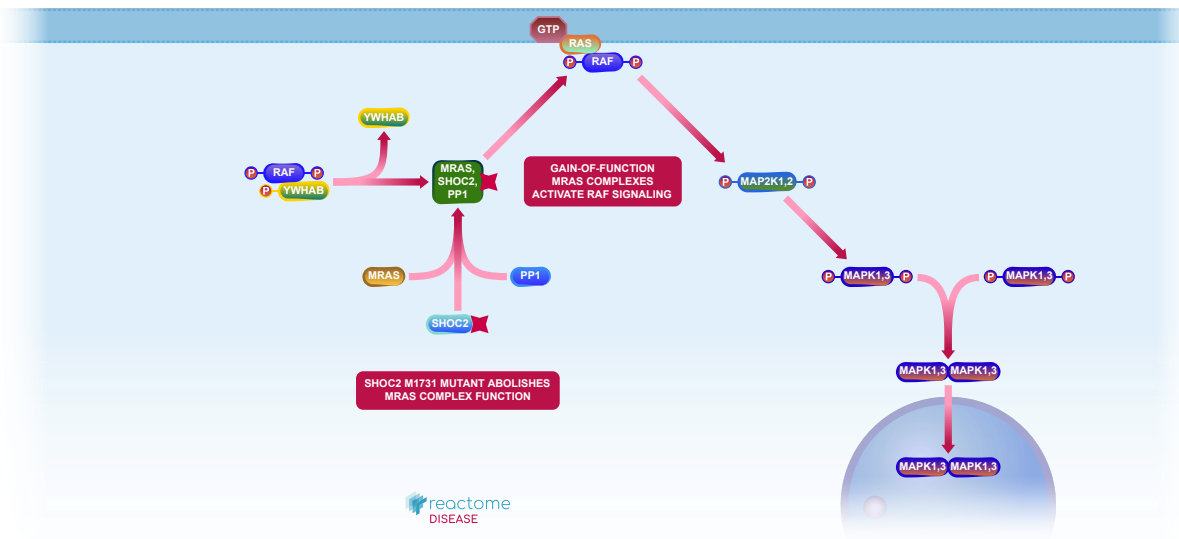 GTP
RAS
P
RAF
P
YWHAB
P
RAF
P
P
YWHAB
MRAS,
SHOC2,
PP1
GAIN-OF-FUNCTION
MRAS COMPLEXES
ACTIVATE RAF SIGNALING
P
MAP2K1,2
P
MRAS
PP1
SHOC2
P
MAPK1,3
P
P
MAPK1,3
P
SHOC2 M1731 MUTANT ABOLISHES
MRAS COMPLEX FUNCTION
MAPK1,3 MAPK1,3
MAPK1,3 MAPK1,3
reactome
DISEASE